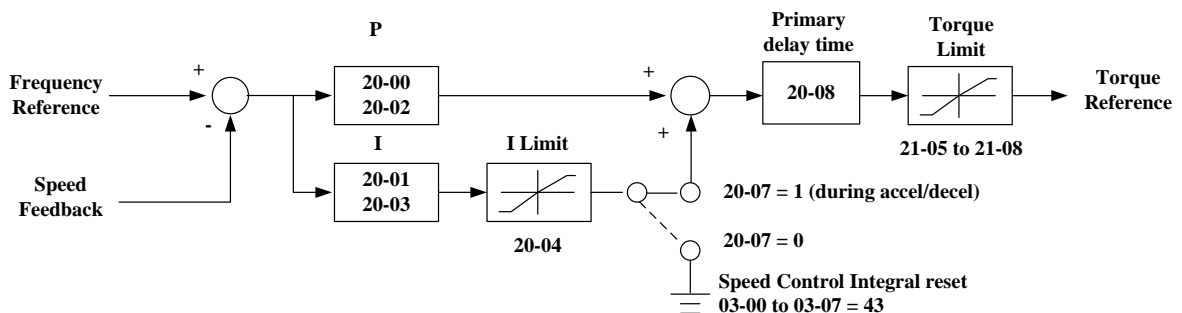 Frequency
Reference
+
-
Speed
Feedback
P
20-00
20-02
I
20-01
20-03
I Limit
20-04
+
+
Primary
delay time
20-08
Torque
Limit
21-05 to 21-08
Torque
Reference
20-07 = 1 (during accel/decel)
20-07 = 0
Speed Control Integral reset
03-00 to 03-07 = 43